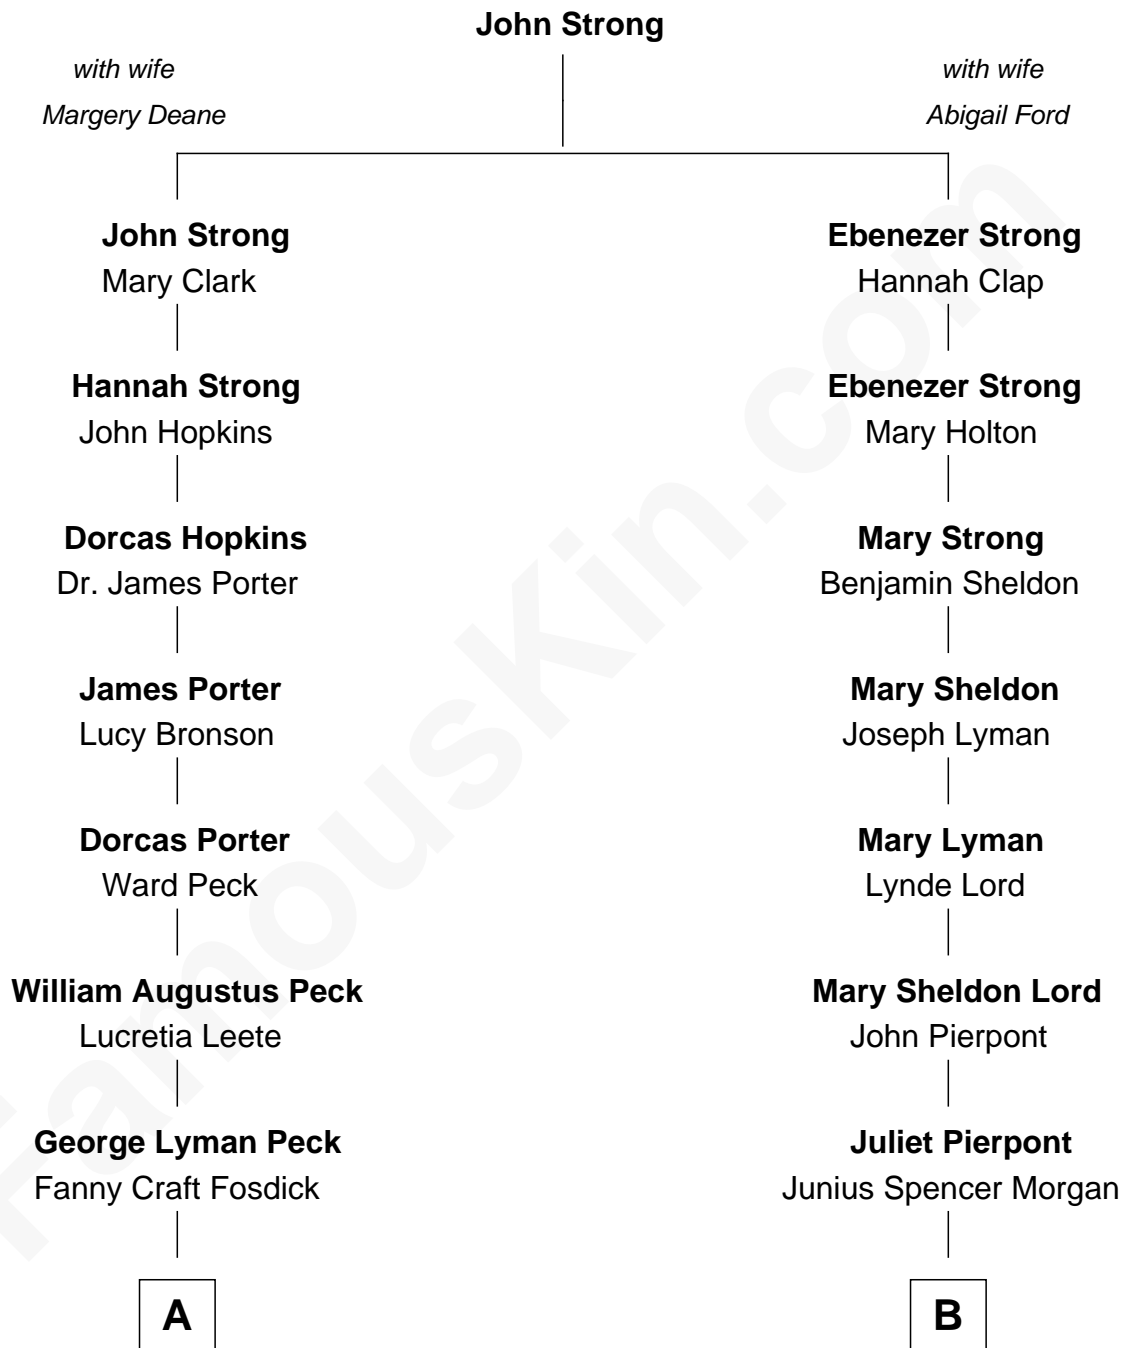 John Strong
with wife
Margery Deane
with wife
Abigail Ford
John Strong
Mary Clark
Ebenezer Strong
Hannah Clap
Hannah Strong
John Hopkins
Ebenezer Strong
Mary Holton
Dorcas Hopkins
Dr. James Porter
Mary Strong
Benjamin Sheldon
James Porter
Lucy Bronson
Mary Sheldon
Joseph Lyman
Dorcas Porter
Ward Peck
Mary Lyman
Lynde Lord
William Augustus Peck
Lucretia Leete
Mary Sheldon Lord
John Pierpont
George Lyman Peck
Fanny Craft Fosdick
Juliet Pierpont
Junius Spencer Morgan
A
B
FamousKin.com